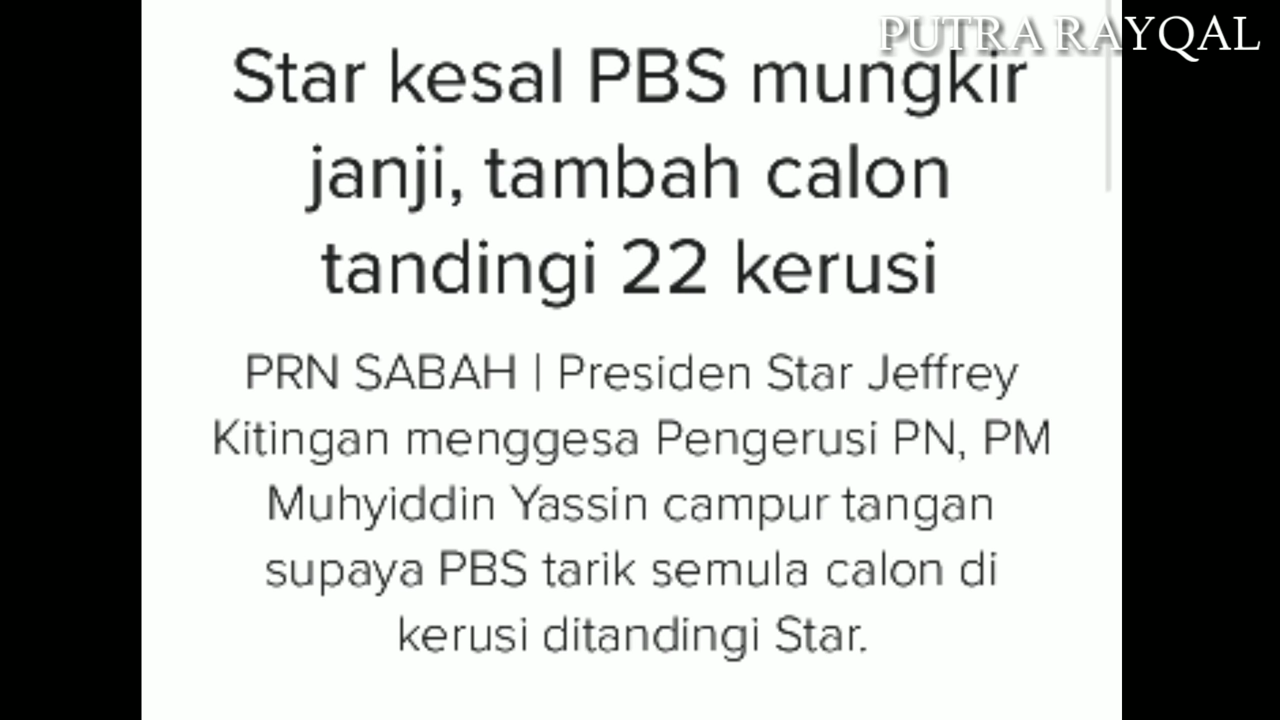 PUTRA RAYQAL
Star kesal PBS mungkir
janji, tambah calon
tandingi 22 kerusi
PRN SABAH | Presiden Star Jeffrey
Kitingan menggesa Pengerusi PN, PM
Muhyiddin Yassin campur tangan
supaya PBS tarik semula calon di
kerusi ditandingi Star.